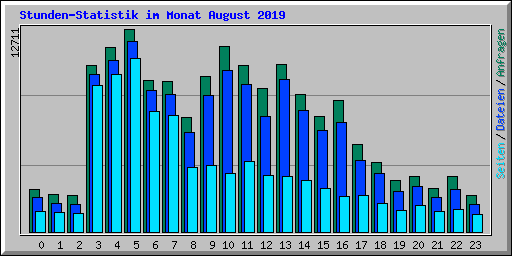 Stunden-Statistik im Monat August 2019
12711
Seiten / Dateien / Anfragen
0 1 2 3 4 5 6 7 8 9 10 11 12 13 14 15 16 17 18 19 20 21 22 23